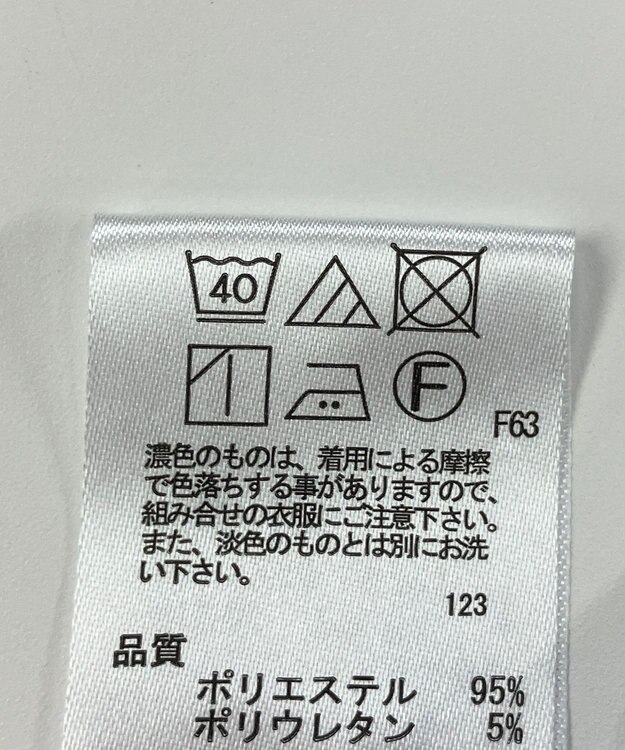 40
F
F63
濃色のものは、着用による摩擦
で色落ちする事がありますので、
組み合せの衣服にご注意下さい。
また、淡色のものとは別にお洗
い下さい。
123
品質
ポリエステル 95%
ポリウレタン 5%